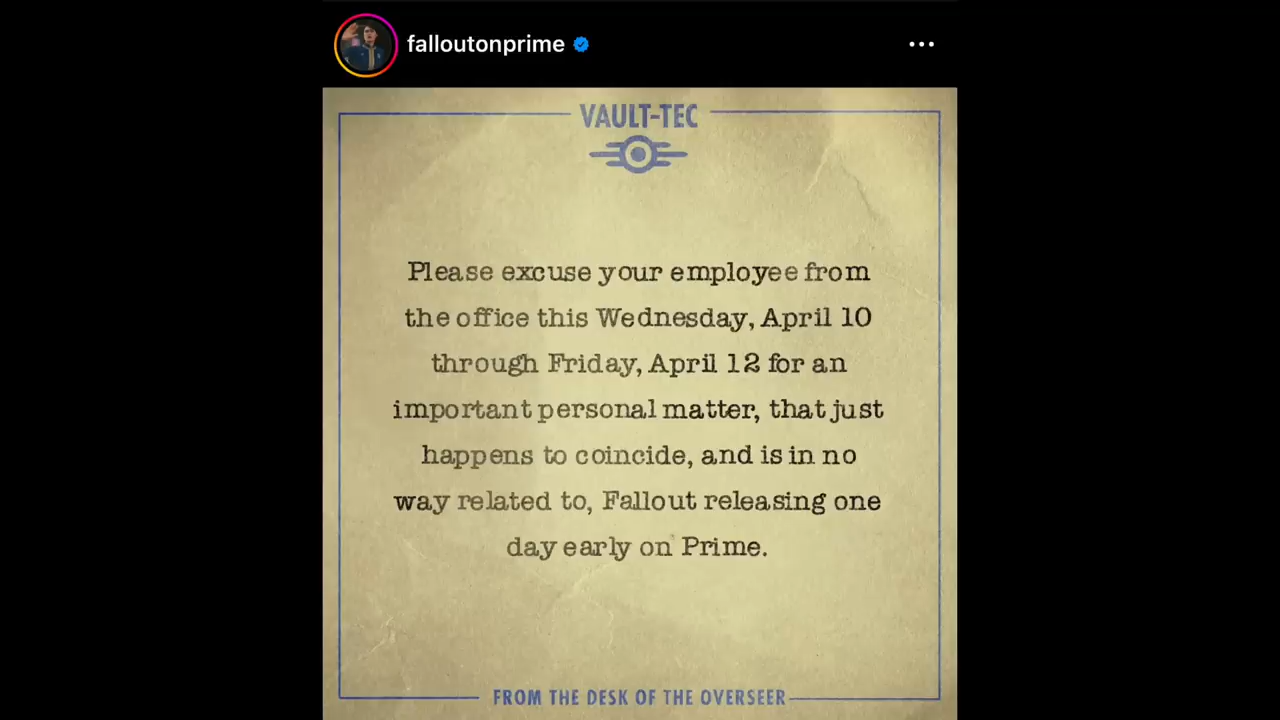 falloutonprime
VAULT-TEC
Please excuse your employee from
the office this Wednesday, April 10
through Friday, April 12 for an
important personal matter, that just
happens to coincide, and is in no
way related to, Fallout releasing one
day early on Prime.
FROM THE DESK OF THE OVERSEER